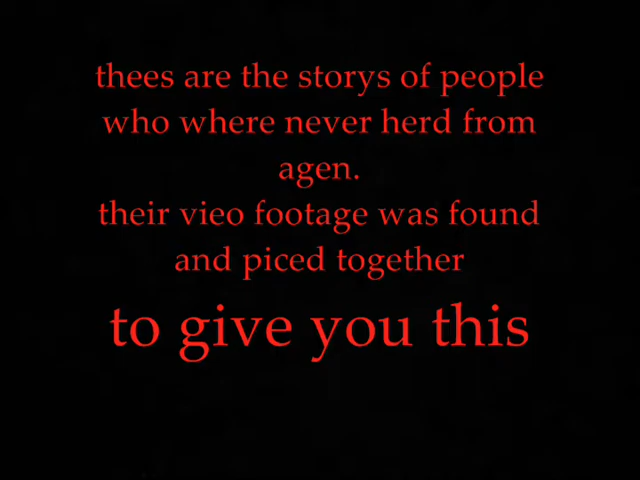 thees are the storys of people
who where never herd from
agen.
their vieo footage was found
and piced together
to give you this